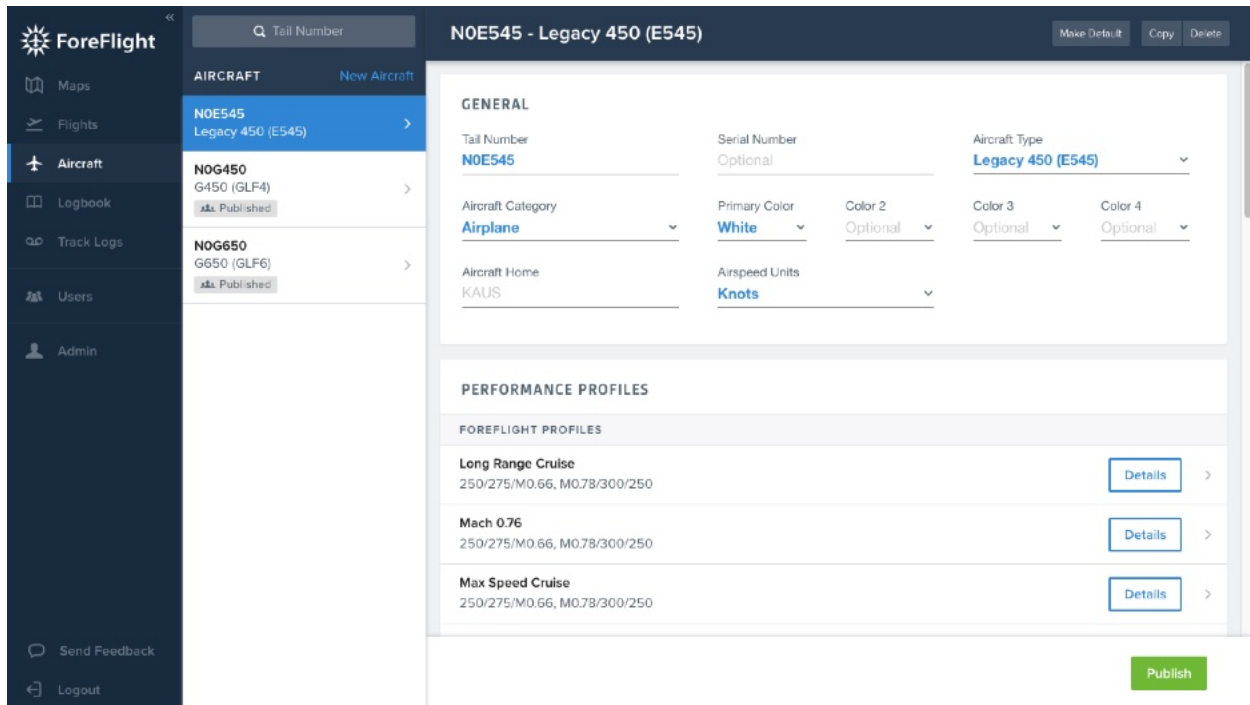 «
ForeFlight
Maps
Flights
Aircraft
Logbook
Track Logs
Users
Admin
Send Feedback
Logout
Tail Number
AIRCRAFT New Aircraft
N0E545
Legacy 450 (E545)
N0G450
G450 (GLF4)
Published
N0G650
G650 (GLF6)
Published
N0E545 - Legacy 450 (E545) Make Default Copy Delete
GENERAL
Tail Number Serial Number Aircraft Type
N0E545 Optional Legacy 450 (E545)
Aircraft Category Primary Color Color 2 Color 3 Color 4
Airplane White Optional Optional Optional
Aircraft Home Airspeed Units
KAUS Knots
PERFORMANCE PROFILES
FOREFLIGHT PROFILES
Long Range Cruise
250/275/M0.66, M0.78/300/250 Details
Mach 0.76
250/275/M0.66, M0.78/300/250 Details
Max Speed Cruise
250/275/M0.66, M0.78/300/250 Details
Publish